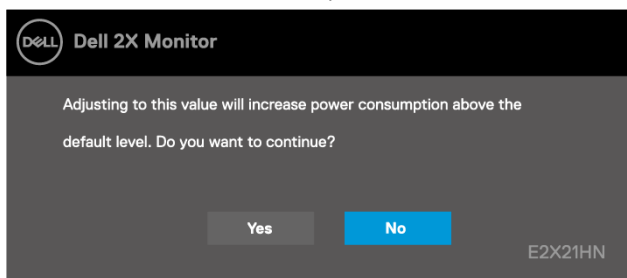 DELL Dell 2X Monitor
Adjusting to this value will increase power consumption above the
default level. Do you want to continue?
Yes No
E2X21HN